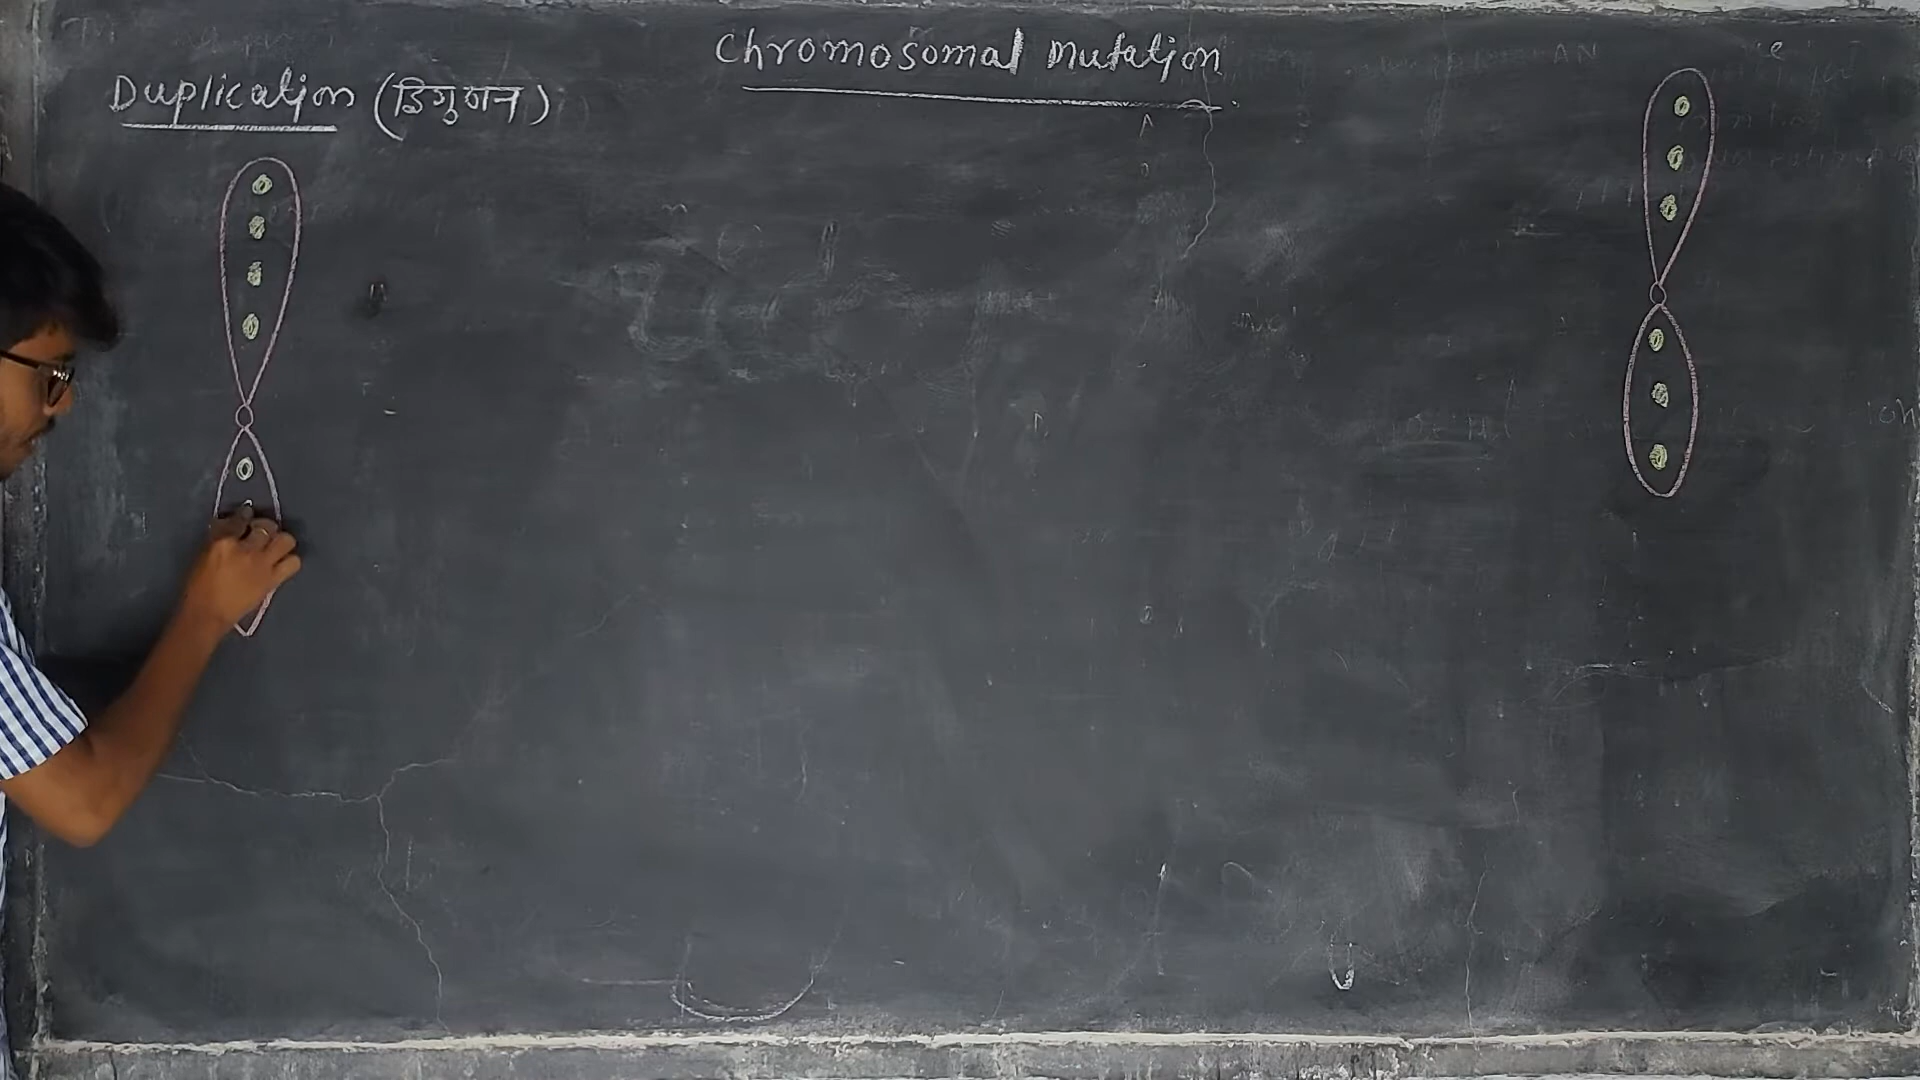 Chromosomal Mutation
Duplication (डिगुणन)